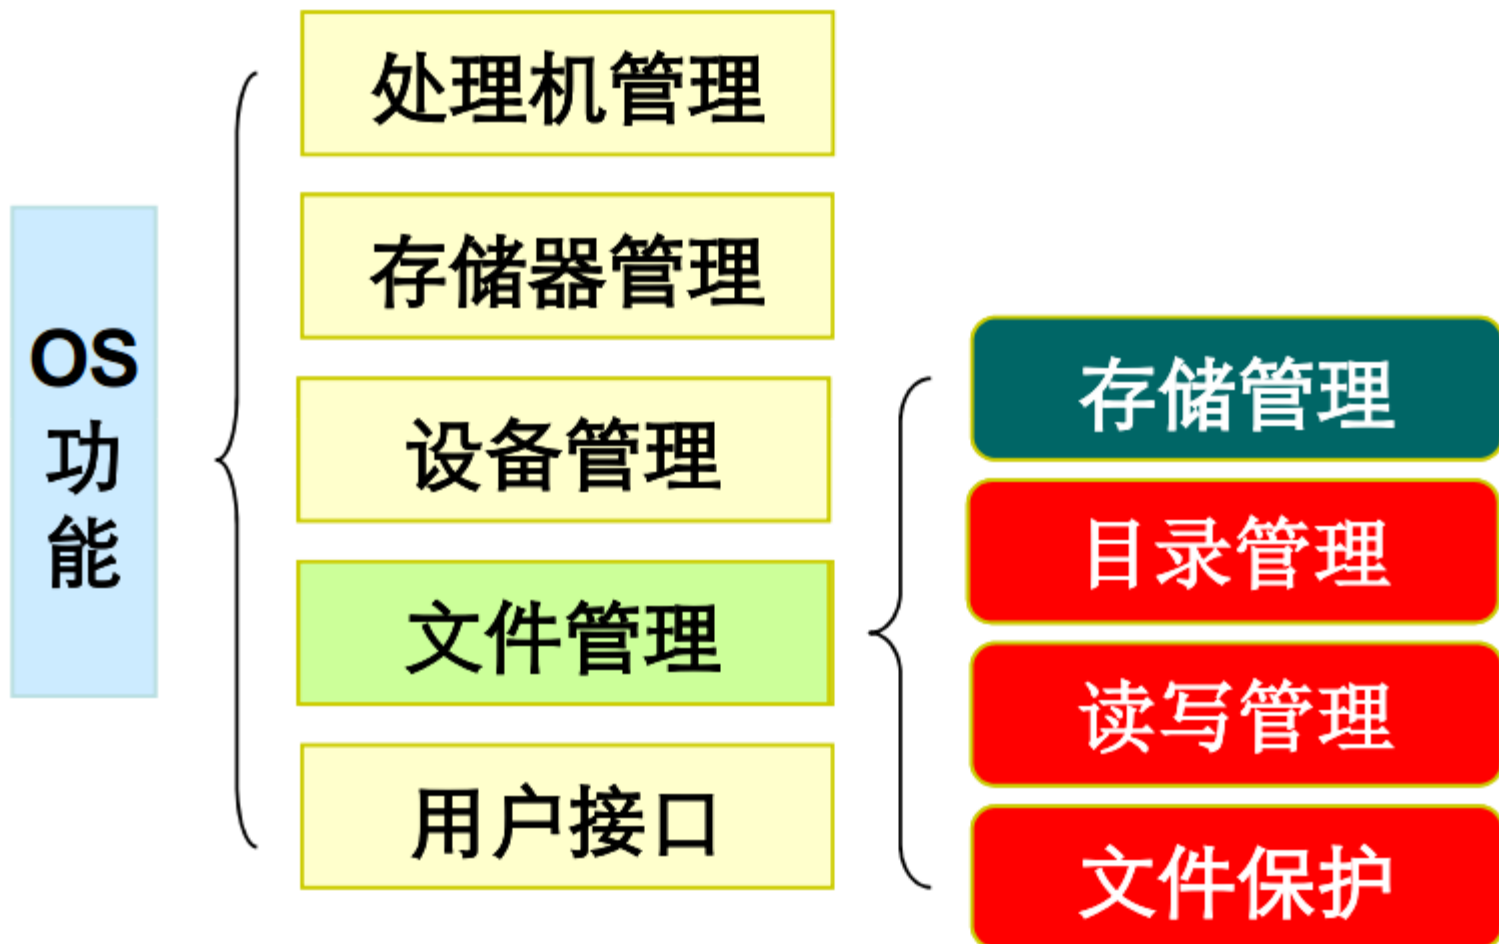 OS
功
能
处理机管理
存储器管理
设备管理
文件管理
用户接口
存储管理
目录管理
读写管理
文件保护